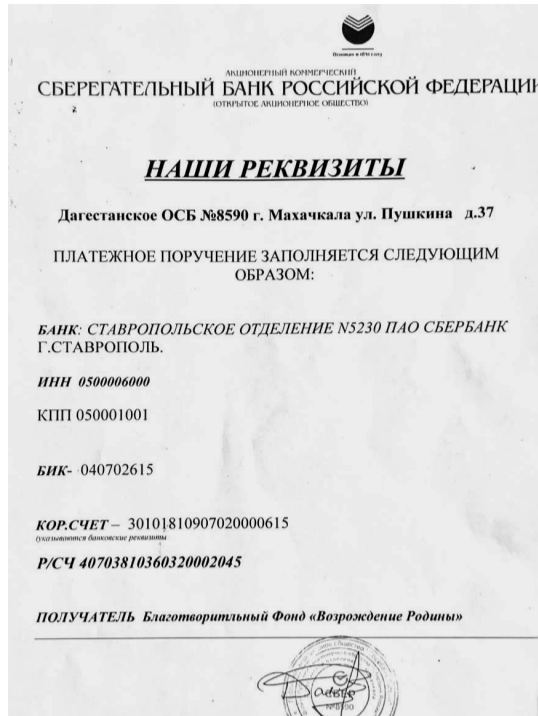 АКЦИОНЕРНЫЙ КОММЕРЧЕСКИЙ
СБЕРЕГАТЕЛЬНЫЙ БАНК РОССИЙСКОЙ ФЕДЕРАЦИИ
(ОТКРЫТОЕ АКЦИОНЕРНОЕ ОБЩЕСТВО)
НАШИ РЕКВИЗИТЫ
Дагестанское ОСБ №8590 г. Махачкала ул. Пушкина д.37
ПЛАТЕЖНОЕ ПОРУЧЕНИЕ ЗАПОЛНЯЕТСЯ СЛЕДУЮЩИМ
ОБРАЗОМ:
БАНК: СТАВРОПОЛЬСКОЕ ОТДЕЛЕНИЕ N5230 ПАО СБЕРБАНК
Г.СТАВРОПОЛЬ.
ИНН 0500006000
КПП 050001001
БИК- 040702615
КОР.СЧЕТ – 30101810907020000615
(указываются банковские реквизиты
Р/СЧ 40703810360320002045
ПОЛУЧАТЕЛЬ Благотворитльный Фонд «Возрождение Родины»